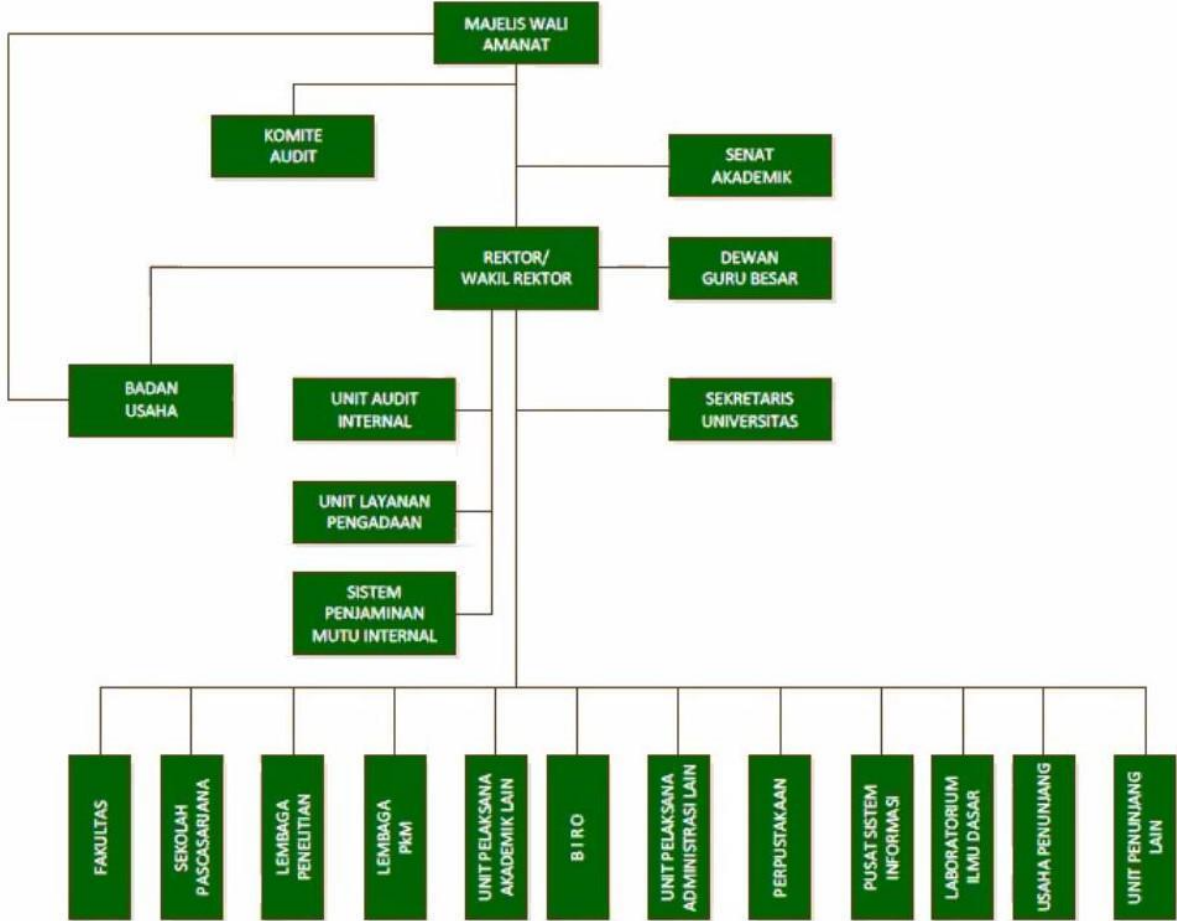 MAJELIS WALI
AMANAT
KOMITE
AUDIT
SENAT
AKADEMIK
REKTOR/
WAKIL REKTOR
DEWAN
GURU BESAR
BADAN
USAHA
UNIT AUDIT
INTERNAL
SEKRETARIS
UNIVERSITAS
UNIT LAYANAN
PENGADAAN
SISTEM
PENJAMINAN
MUTU INTERNAL
FAKULTAS
SEKOLAH
PASCASARJANA
LEMBAGA
PENELITIAN
LEMBAGA
PkM
UNIT PELAKSANA
AKADEMIK LAIN
B I R O
UNIT PELAKSANA
ADMINISTRASI LAIN
PERPUSTAKAAN
PUSAT SISTEM
INFORMASI
LABORATORIUM
ILMU DASAR
USAHA PENUNJANG
UNIT PENUNJANG
LAIN